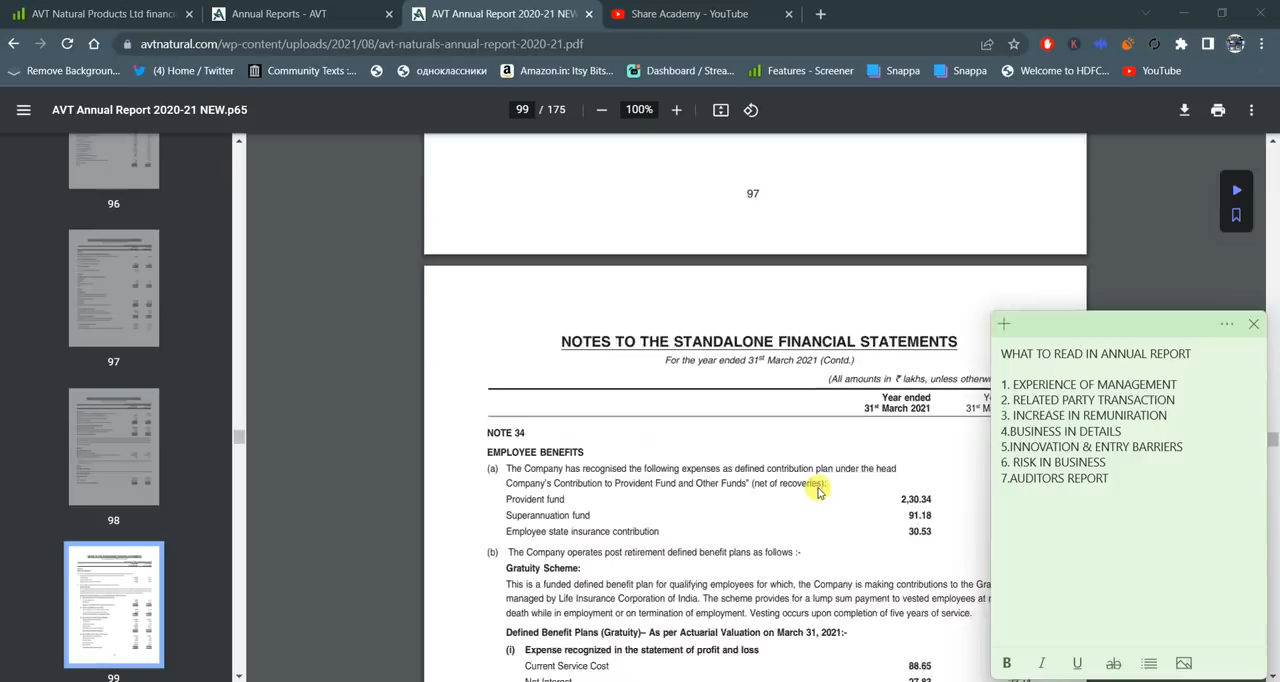 AVT Natural Products Ltd financi
Annual Reports - AVT
AVT Annual Report 2020-21 NEW
Share Academy - YouTube
avtnatural.com/wp-content/uploads/2021/08/avt-naturals-annual-report-2020-21.pdf
Remove Backgroun...
(4) Home / Twitter
Community Texts :...
одноклассники
Amazon.in: Itsy Bits...
Dashboard / Strea...
Features - Screener
Snappa
Snappa
Welcome to HDFC...
YouTube
AVT Annual Report 2020-21 NEW.p65
99 / 175
100%
96
97
98
99
97
NOTES TO THE STANDALONE FINANCIAL STATEMENTS
For the year ended 31st March 2021 (Contd.)
(All amounts in ₹ lakhs, unless otherwi
Year ended
31st March 2021
31st M
NOTE 34
EMPLOYEE BENEFITS
(a) The Company has recognised the following expenses as defined contribution plan under the head
Company's Contribution to Provident Fund and Other Funds" (net of recoveries):
Provident fund 2,30.34
Superannuation fund 91.18
Employee state insurance contribution 30.53
(b) The Company operates post retirement defined benefit plans as follows :-
Gratuity Scheme:
This is a funded defined benefit plan for qualifying employees for which, the Company is making contributions to the Gra
managed by Life Insurance Corporation of India. The scheme provides for a lump sum payment to vested employees at r
death while in employment or on termination of employment. Vesting occurs upon completion of five years of service.
Defined Benefit Plans (Gratuity)– As per Actuarial Valuation on March 31, 2021:-
(i) Expense recognized in the statement of profit and loss
Current Service Cost 88.65
Net Interest 27.83
WHAT TO READ IN ANNUAL REPORT
1. EXPERIENCE OF MANAGEMENT
2. RELATED PARTY TRANSACTION
3. INCREASE IN REMUNIRATION
4.BUSINESS IN DETAILS
5.INNOVATION & ENTRY BARRIERS
6. RISK IN BUSINESS
7.AUDITORS REPORT
B I U ab